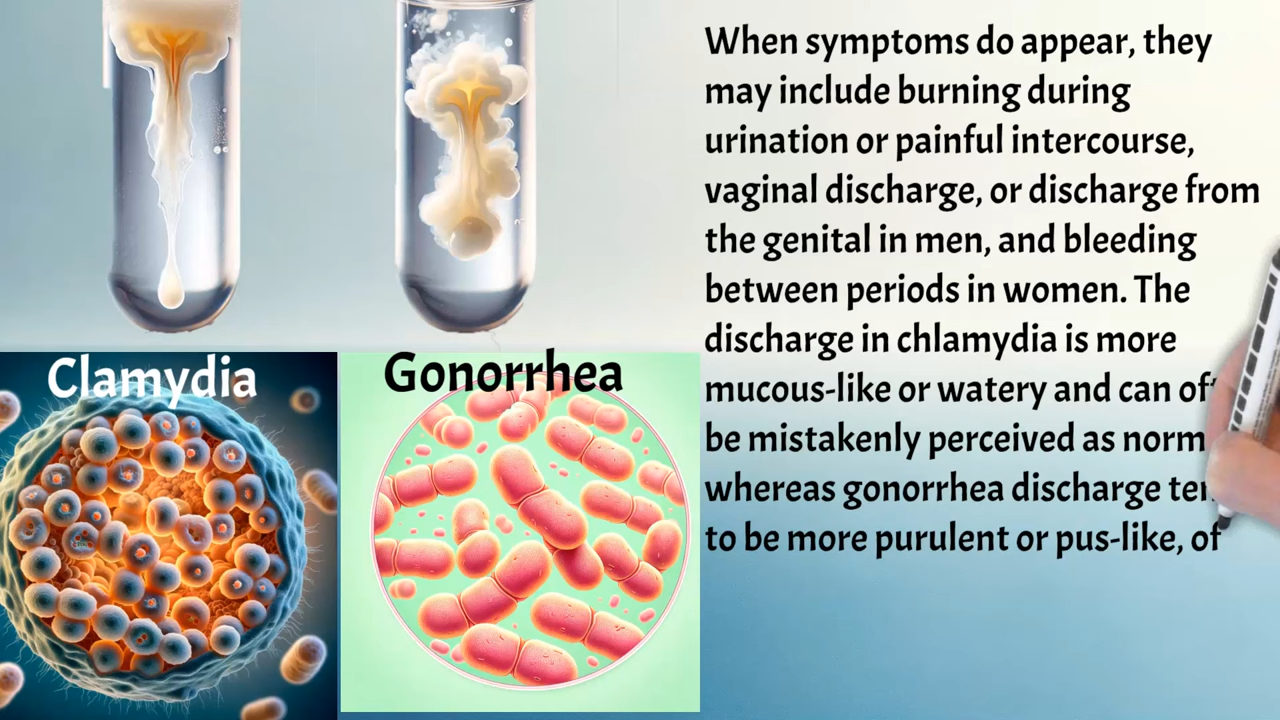 When symptoms do appear, they
may include burning during
urination or painful intercourse,
vaginal discharge, or discharge from
the genital in men, and bleeding
between periods in women. The
discharge in chlamydia is more
mucous-like or watery and can
be mistakenly perceived as norm
whereas gonorrhea discharge
to be more purulent or pus-like, of
Clamydia
Gonorrhea